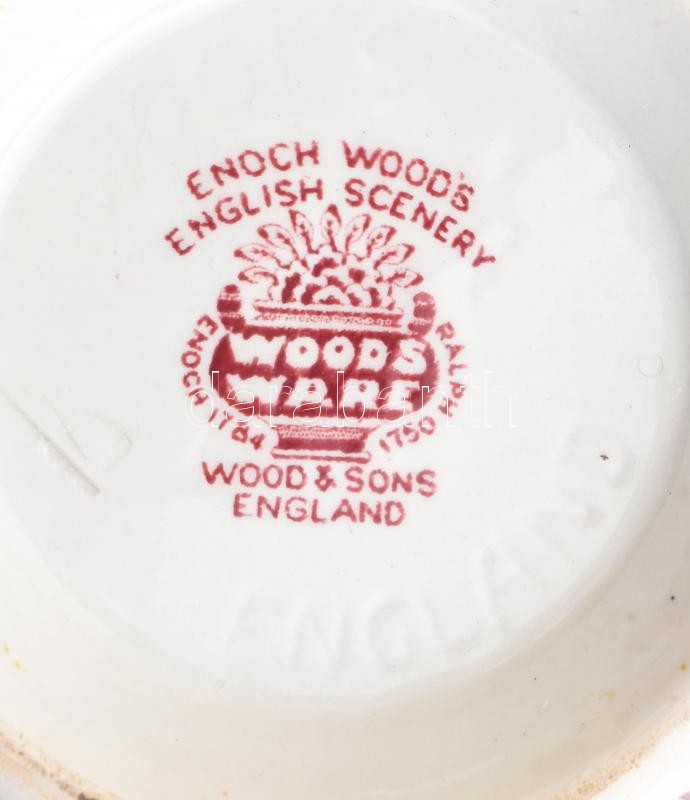 ENOCH WOOD'S
ENGLISH SCENERY
WOODS
WARE
ENOCH 1784
RALPH 1750
WOOD & SONS
ENGLAND
ENGLAND
darabanth